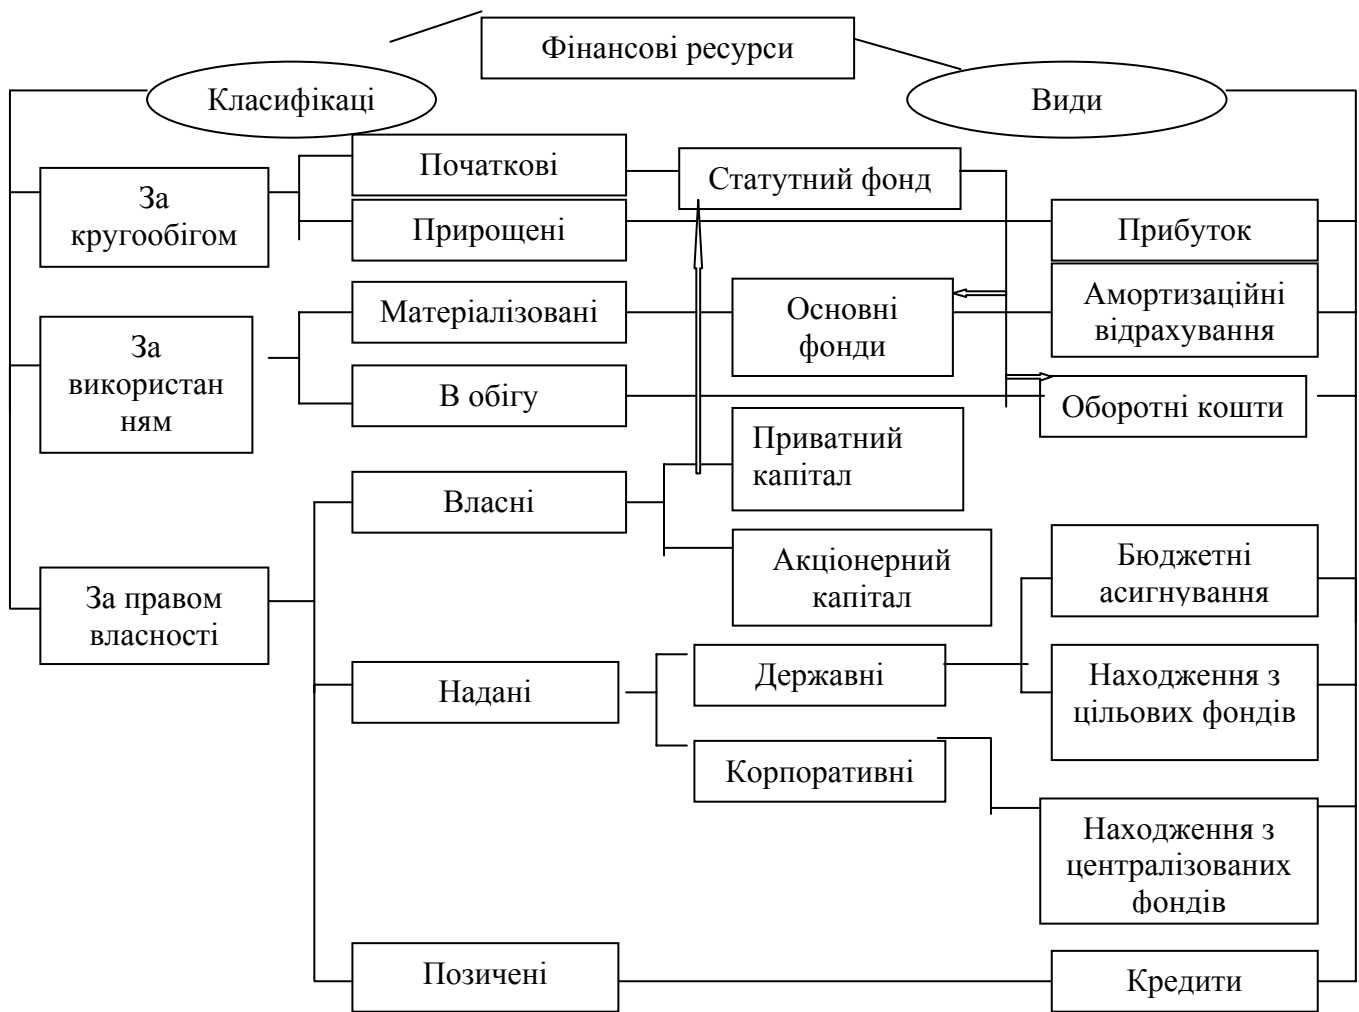 Фінансові ресурси
Класифікаці
Види
За
кругообігом
Початкові
Прирощені
Статутний фонд
Прибуток
За
використан
ням
Матеріалізовані
В обігу
Основні
фонди
Амортизаційні
відрахування
Оборотні кошти
За правом
власності
Власні
Приватний
капітал
Акціонерний
капітал
Надані
Державні
Корпоративні
Бюджетні
асигнування
Находження з
цільових фондів
Находження з
централізованих
фондів
Позичені
Кредити